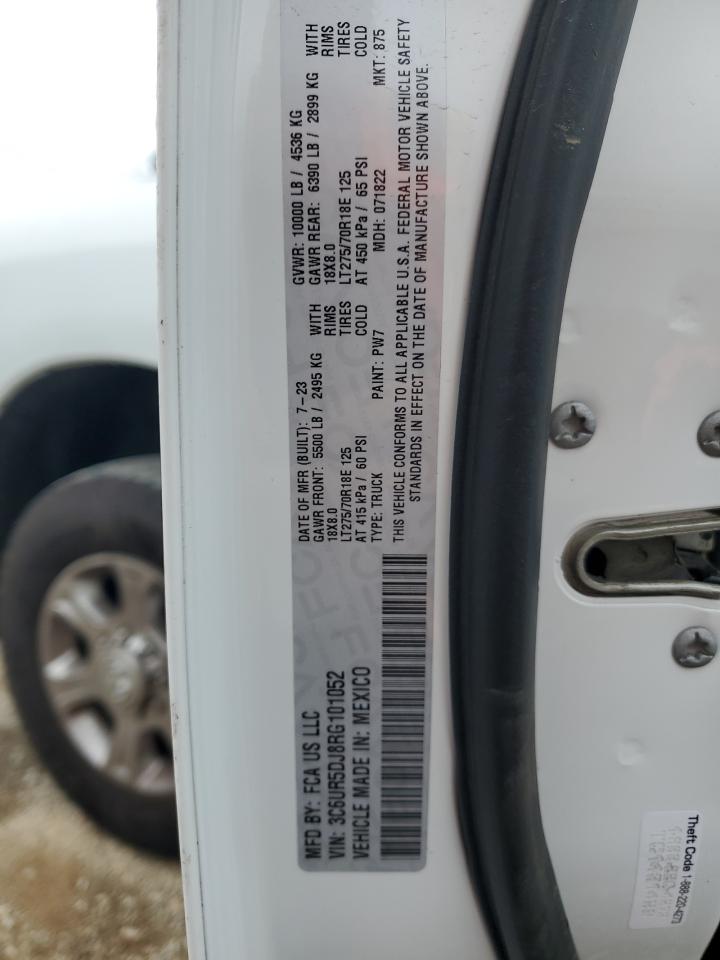 MFD BY: FCA US LLC
VIN: 3C6UR5DJ8RG101052
VEHICLE MADE IN: MEXICO
DATE OF MFR (BUILT): 7-23 GVWR: 10000 LB / 4536 KG
GAWR FRONT: 5500 LB / 2495 KG WITH GAWR REAR: 6390 LB / 2899 KG WITH
18X8.0 RIMS 18X8.0 RIMS
LT275/70R18E 125 TIRES LT275/70R18E 125 TIRES
AT 415 kPa / 60 PSI COLD AT 450 kPa / 65 PSI COLD
TYPE: TRUCK PAINT: PW7 MDH: 071822 MKT: 875
THIS VEHICLE CONFORMS TO ALL APPLICABLE U.S.A. FEDERAL MOTOR VEHICLE SAFETY
STANDARDS IN EFFECT ON THE DATE OF MANUFACTURE SHOWN ABOVE.
Theft Code 1-888-220-4273